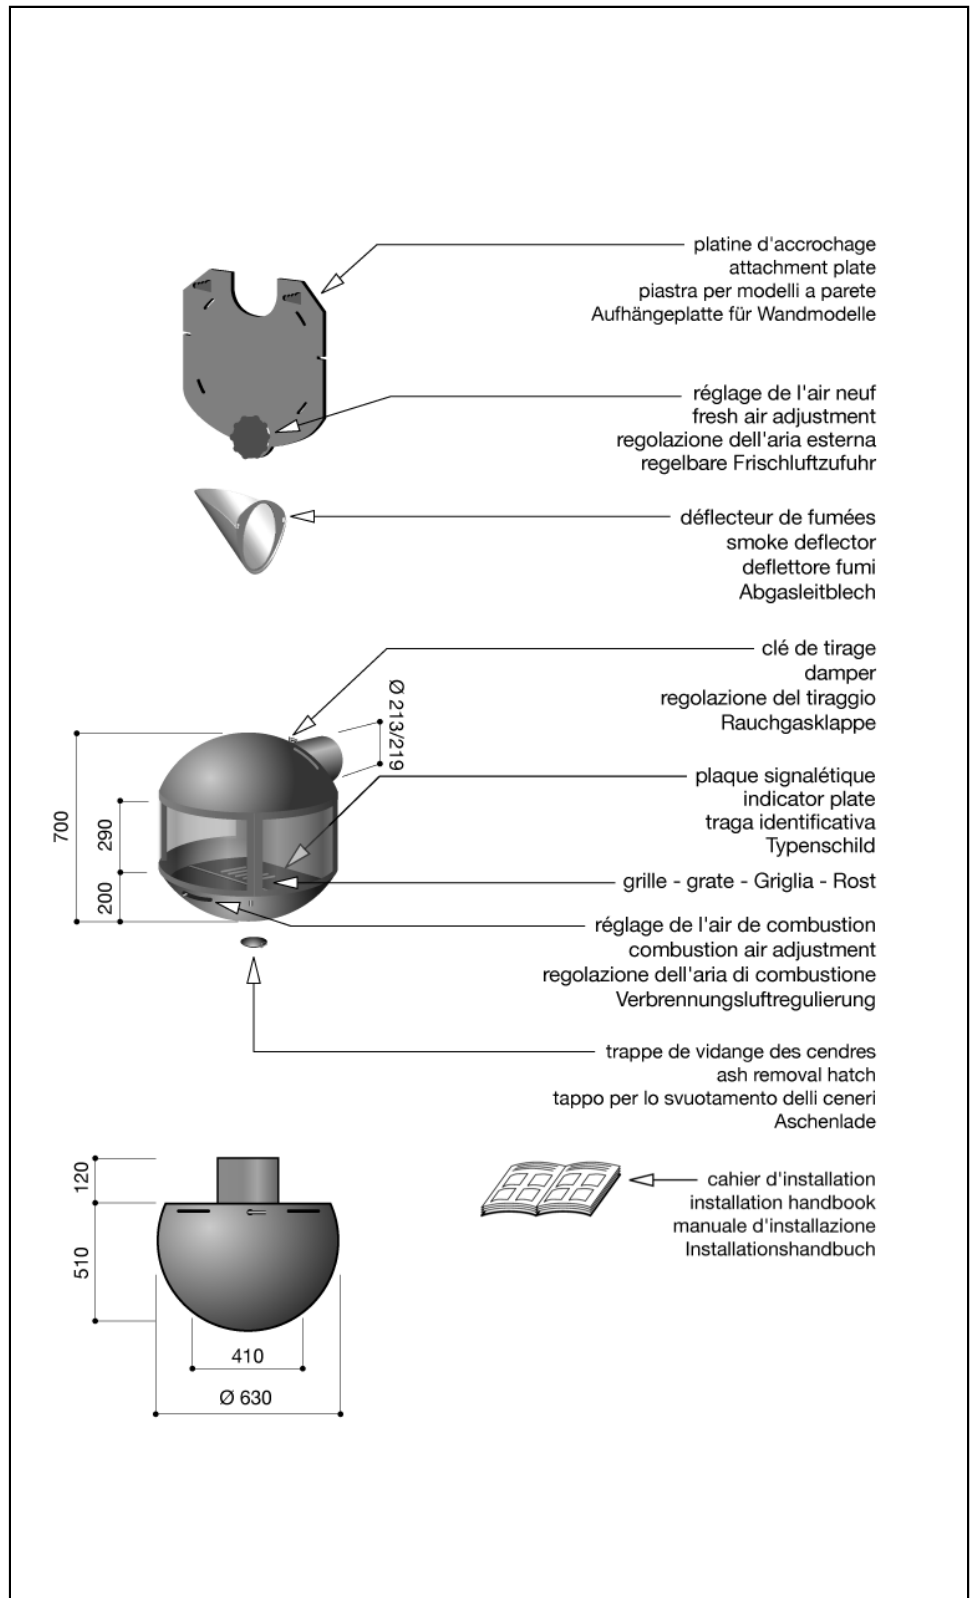 platine d'accrochage
attachment plate
piastra per modelli a parete
Aufhängeplatte für Wandmodelle
réglage de l'air neuf
fresh air adjustment
regolazione dell'aria esterna
regelbare Frischluftzufuhr
déflecteur de fumées
smoke deflector
deflettore fumi
Abgasleitblech
clé de tirage
damper
regolazione del tiraggio
Rauchgasklappe
Ø 213/219
plaque signalétique
indicator plate
traga identificativa
Typenschild
700
290
200
grille - grate - Griglia - Rost
réglage de l'air de combustion
combustion air adjustment
regolazione dell'aria di combustione
Verbrennungsluftregulierung
trappe de vidange des cendres
ash removal hatch
tappo per lo svuotamento delli ceneri
Aschenlade
cahier d'installation
installation handbook
manuale d'installazione
Installationshandbuch
120
510
410
Ø 630